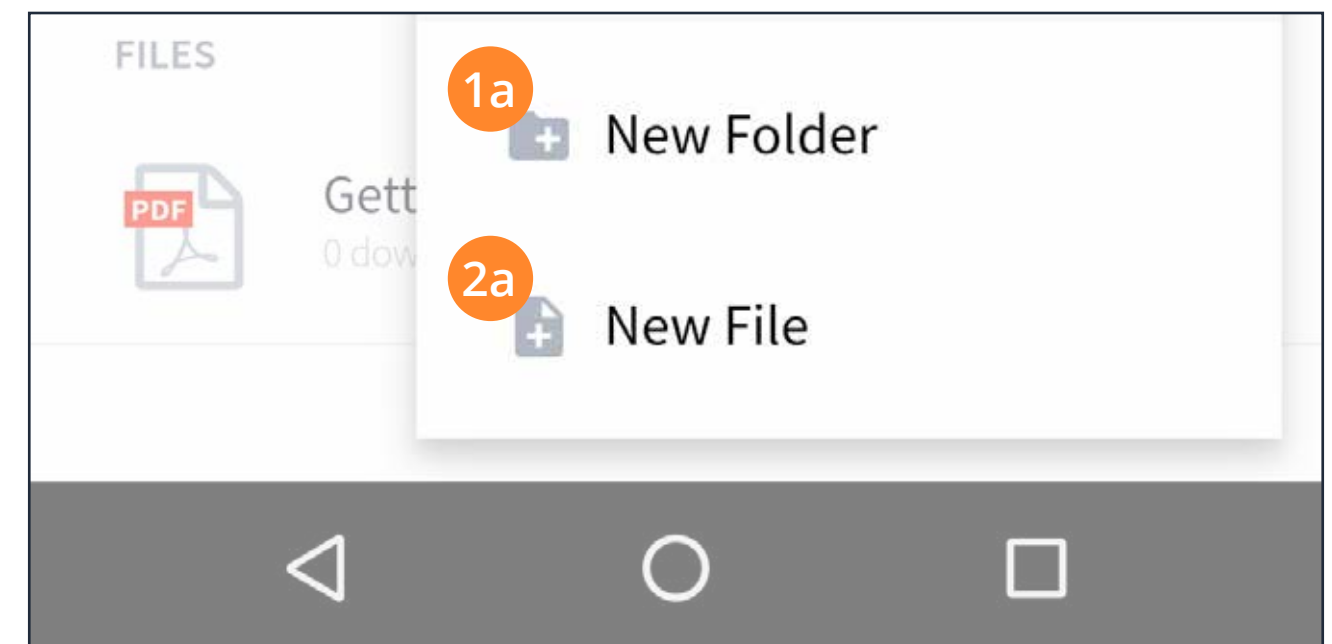 FILES
1a
New Folder
PDF
Gett
0 dow
2a
New File